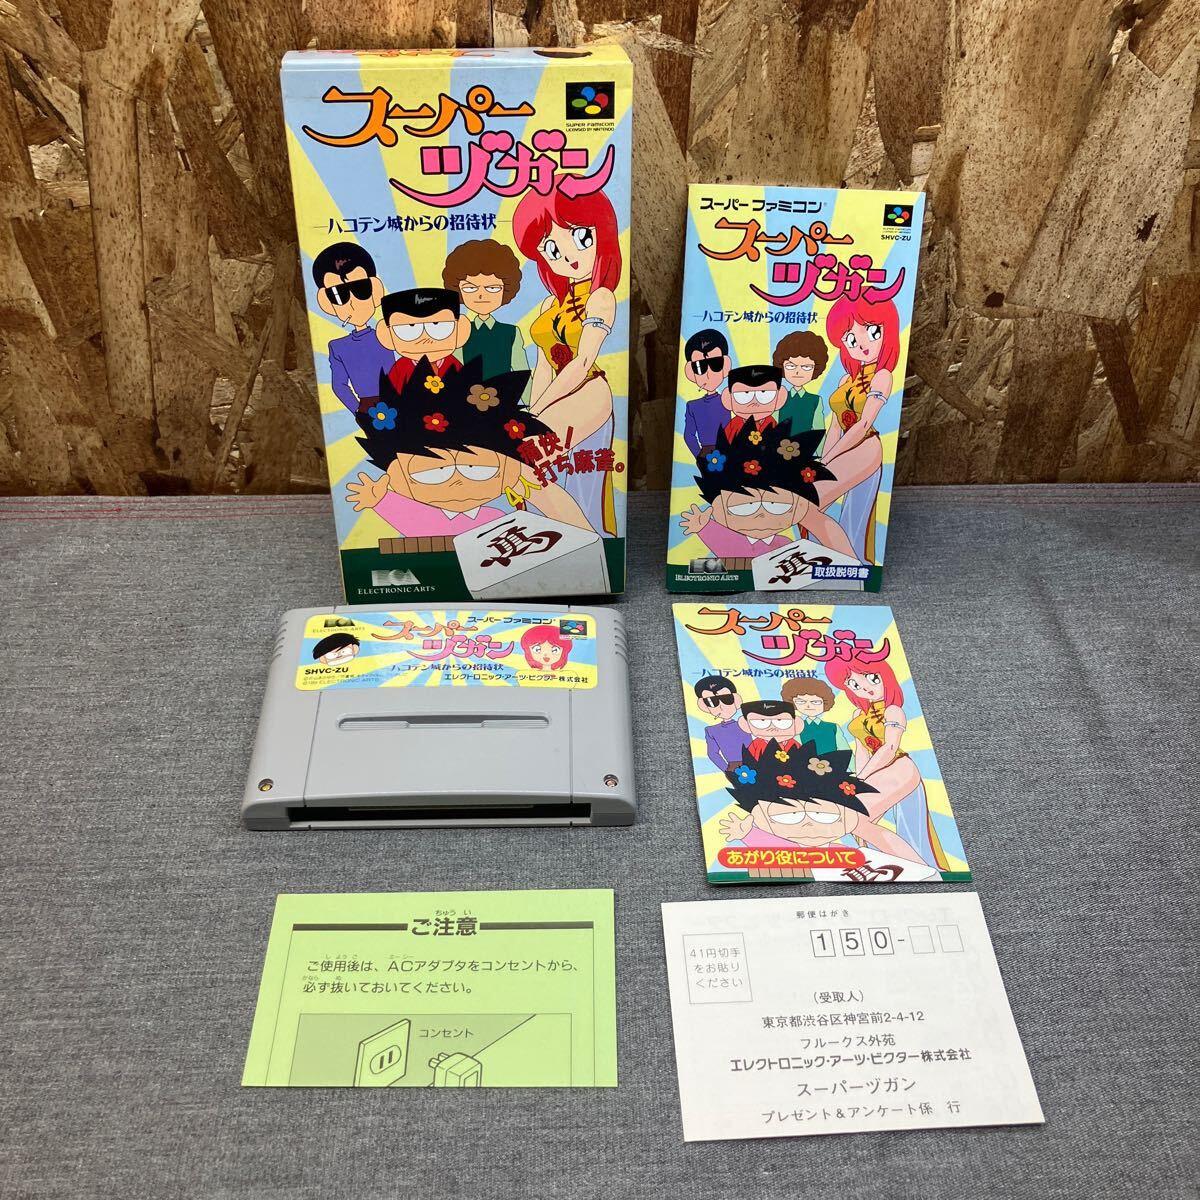 スーパー
ヅガン
―ハコテン城からの招待状―
SUPER FAMICOM
LICENSED BY NINTENDO
痛快！
4人打ち麻雀。
一萬
ELECTRONIC ARTS
スーパーファミコン
SHVC-ZU
スーパー
ヅガン
―ハコテン城からの招待状―
ELECTRONIC ARTS
取扱説明書
ELECTRONIC ARTS
スーパーファミコン
スーパー
ヅガン
―ハコテン城からの招待状―
SHVC-ZU
エレクトロニック・アーツ・ビクター株式会社
スーパー
ヅガン
―ハコテン城からの招待状―
あがり役について
ちゅうい
ご注意
ご使用後は、ACアダプタをコンセントから、
必ず抜いておいてください。
コンセント
郵便はがき
150-
41円切手
をお貼り
ください
(受取人)
東京都渋谷区神宮前2-4-12
フルークス外苑
エレクトロニック・アーツ・ビクター株式会社
スーパーヅガン
プレゼント&アンケート係 行